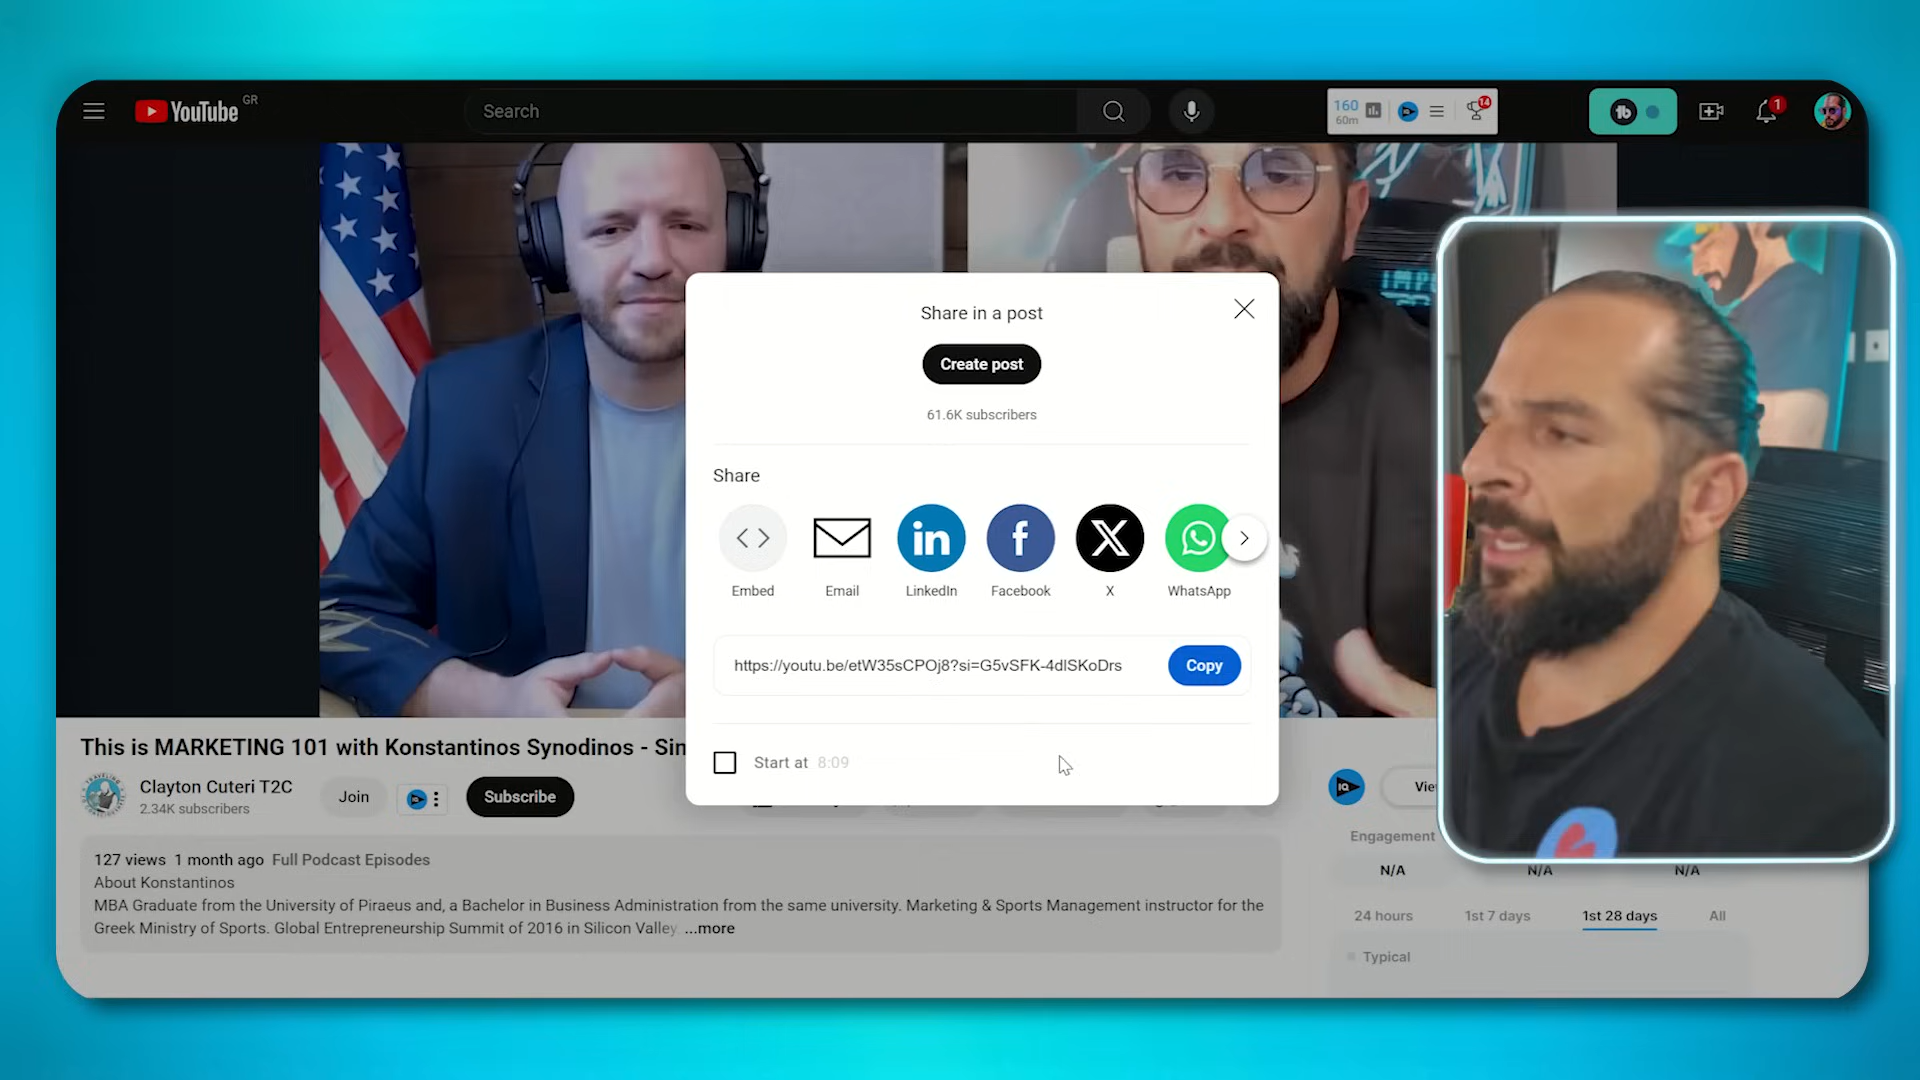 YouTube GR
Search
160
60m
14
1
Share in a post
Create post
61.6K subscribers
Share
Embed
Email
LinkedIn
Facebook
X
WhatsApp
https://youtu.be/etW35sCPOj8?si=G5vSFK-4dlSKoDrs
Copy
Start at 8:09
This is MARKETING 101 with Konstantinos Synodinos - Sin
Clayton Cuteri T2C
2.34K subscribers
Join
IQ
Subscribe
127 views 1 month ago Full Podcast Episodes
About Konstantinos
MBA Graduate from the University of Piraeus and, a Bachelor in Business Administration from the same university. Marketing & Sports Management instructor for the
Greek Ministry of Sports. Global Entrepreneurship Summit of 2016 in Silicon Valley. ...more
IQ
Vie
Engagement
N/A
N/A
N/A
24 hours
1st 7 days
1st 28 days
All
Typical